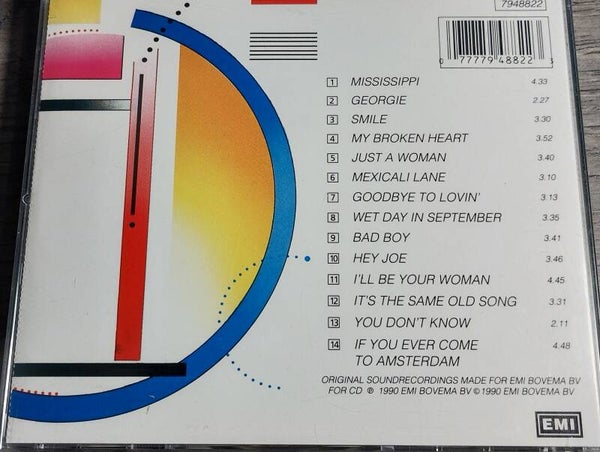 7948822
0 77779 48822 3
1 MISSISSIPPI 4.33
2 GEORGIE 2.27
3 SMILE 3.30
4 MY BROKEN HEART 3.52
5 JUST A WOMAN 3.40
6 MEXICALI LANE 3.10
7 GOODBYE TO LOVIN' 3.13
8 WET DAY IN SEPTEMBER 3.35
9 BAD BOY 3.41
10 HEY JOE 3.46
11 I'LL BE YOUR WOMAN 4.45
12 IT'S THE SAME OLD SONG 3.31
13 YOU DON'T KNOW 2.11
14 IF YOU EVER COME 4.48
TO AMSTERDAM
ORIGINAL SOUNDRECORDINGS MADE FOR EMI BOVEMA BV
FOR CD ℗ 1990 EMI BOVEMA BV © 1990 EMI BOVEMA BV
EMI